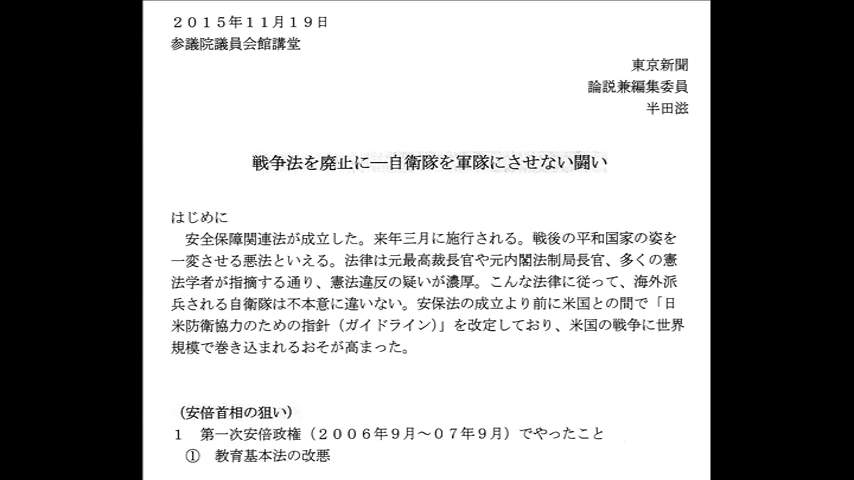 ２０１５年１１月１９日
参議院議員会館講堂
東京新聞
論説兼編集委員
半田滋
戦争法を廃止に―自衛隊を軍隊にさせない闘い
はじめに
安全保障関連法が成立した。来年三月に施行される。戦後の平和国家の姿を
一変させる悪法といえる。法律は元最高裁長官や元内閣法制局長官、多くの憲
法学者が指摘する通り、憲法違反の疑いが濃厚。こんな法律に従って、海外派
兵される自衛隊は不本意に違いない。安保法の成立より前に米国との間で「日
米防衛協力のための指針（ガイドライン）」を改定しており、米国の戦争に世界
規模で巻き込まれるおそが高まった。
（安倍首相の狙い）
１　第一次安倍政権（２００６年９月～０７年９月）でやったこと
①　教育基本法の改悪